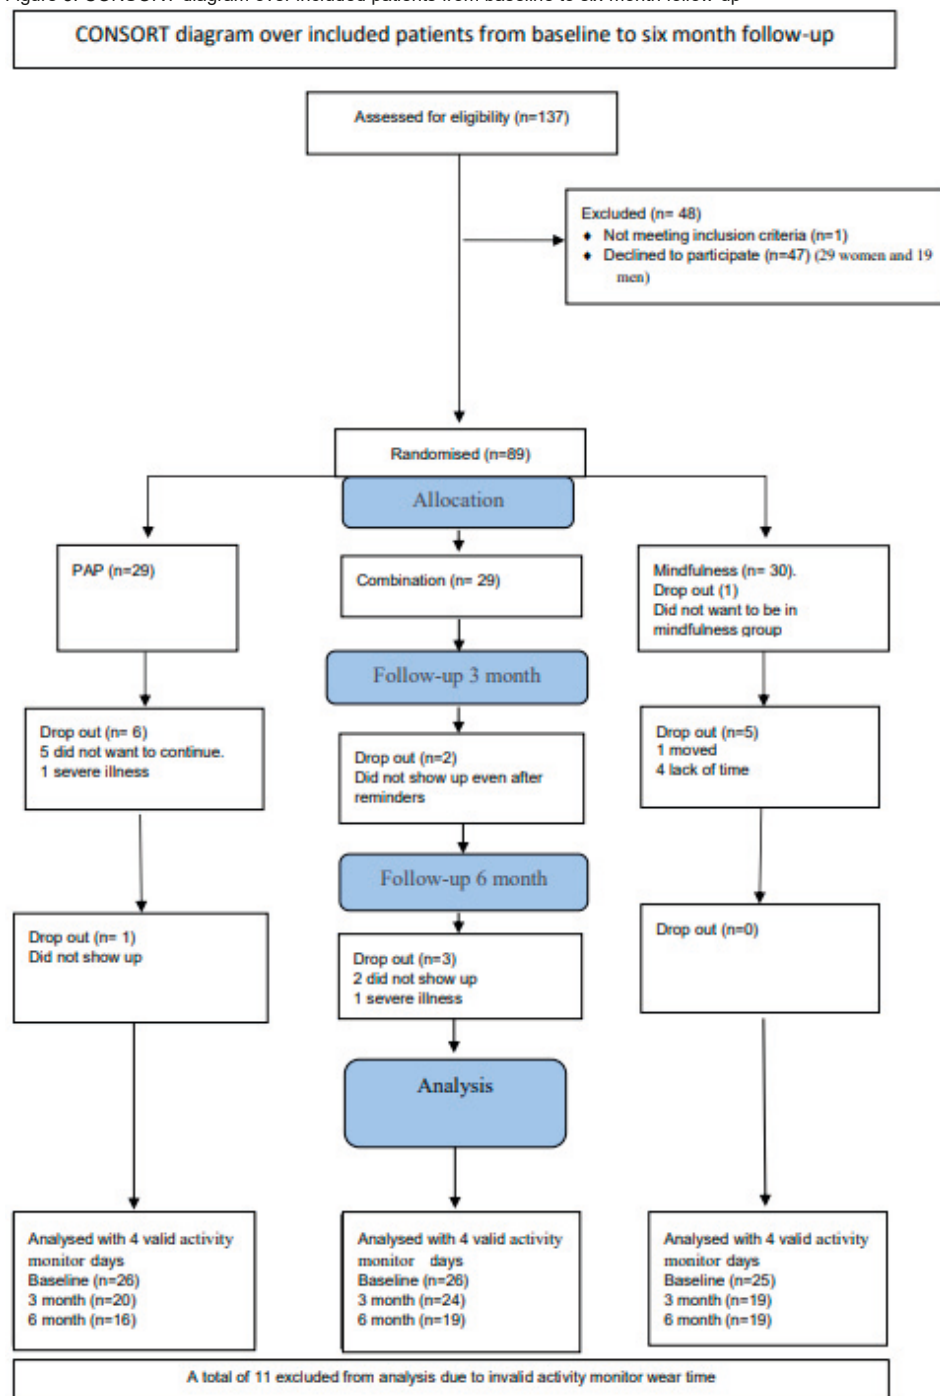 CONSORT diagram over included patients from baseline to six month follow-up
Assessed for eligibility (n=137)
Excluded (n= 48)
♦ Not meeting inclusion criteria (n=1)
♦ Declined to participate (n=47) (29 women and 19
men)
Randomised (n=89)
Allocation
PAP (n=29)
Combination (n= 29)
Mindfulness (n= 30).
Drop out (1)
Did not want to be in
mindfulness group
Follow-up 3 month
Drop out (n= 6)
5 did not want to continue.
1 severe illness
Drop out (n=2)
Did not show up even after
reminders
Drop out (n=5)
1 moved
4 lack of time
Follow-up 6 month
Drop out (n= 1)
Did not show up
Drop out (n=3)
2 did not show up
1 severe illness
Drop out (n=0)
Analysis
Analysed with 4 valid activity
monitor days
Baseline (n=26)
3 month (n=20)
6 month (n=16)
Analysed with 4 valid activity
monitor days
Baseline (n=26)
3 month (n=24)
6 month (n=19)
Analysed with 4 valid activity
monitor days
Baseline (n=25)
3 month (n=19)
6 month (n=19)
A total of 11 excluded from analysis due to invalid activity monitor wear time